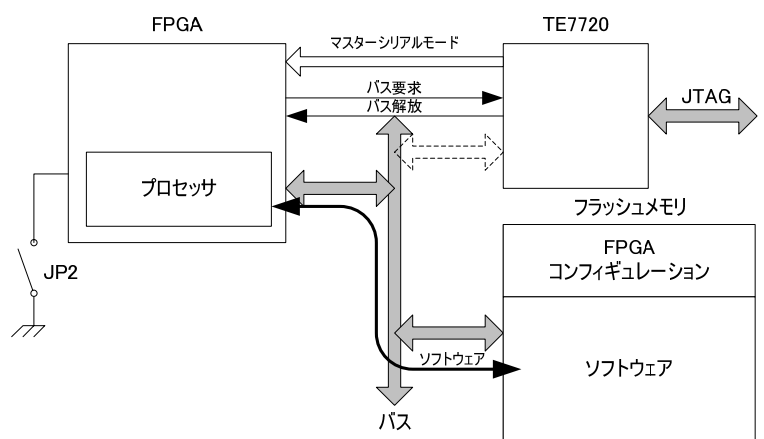 FPGA
TE7720
マスターシリアルモード
バス要求
バス解放
JTAG
プロセッサ
フラッシュメモリ
FPGA
コンフィギュレーション
JP2
ソフトウェア
ソフトウェア
バス